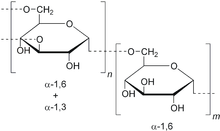 O
CH₂
O
O
OH
OH
n
O
CH₂
O
OH
OH
OH
m
α-1,6
+
α-1,3
α-1,6